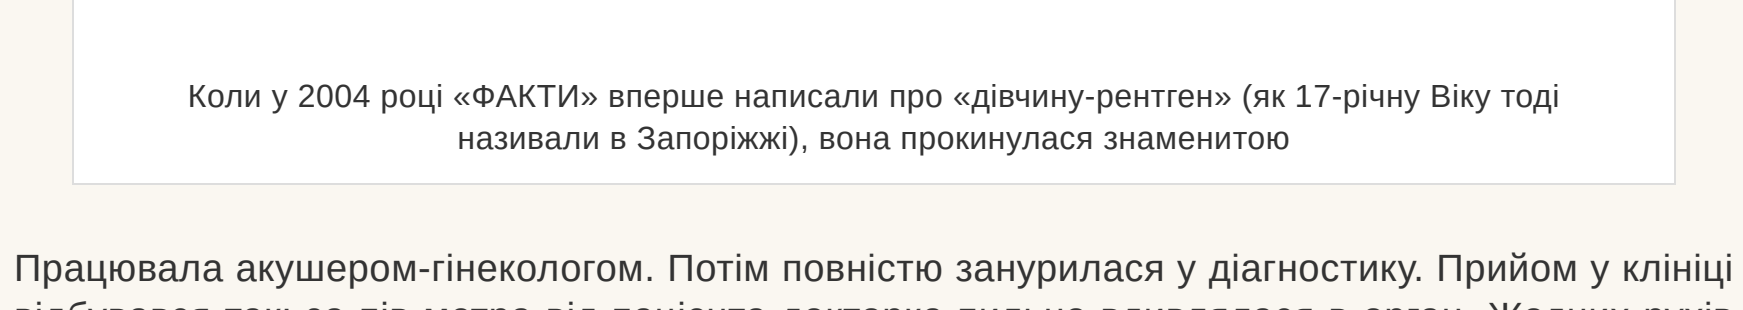 Коли у 2004 році «ФАКТИ» вперше написали про «дівчину-рентген» (як 17-річну Віку тоді
називали в Запоріжжі), вона прокинулася знаменитою
Працювала акушером-гінекологом. Потім повністю занурилася у діагностику. Прийом у клініці